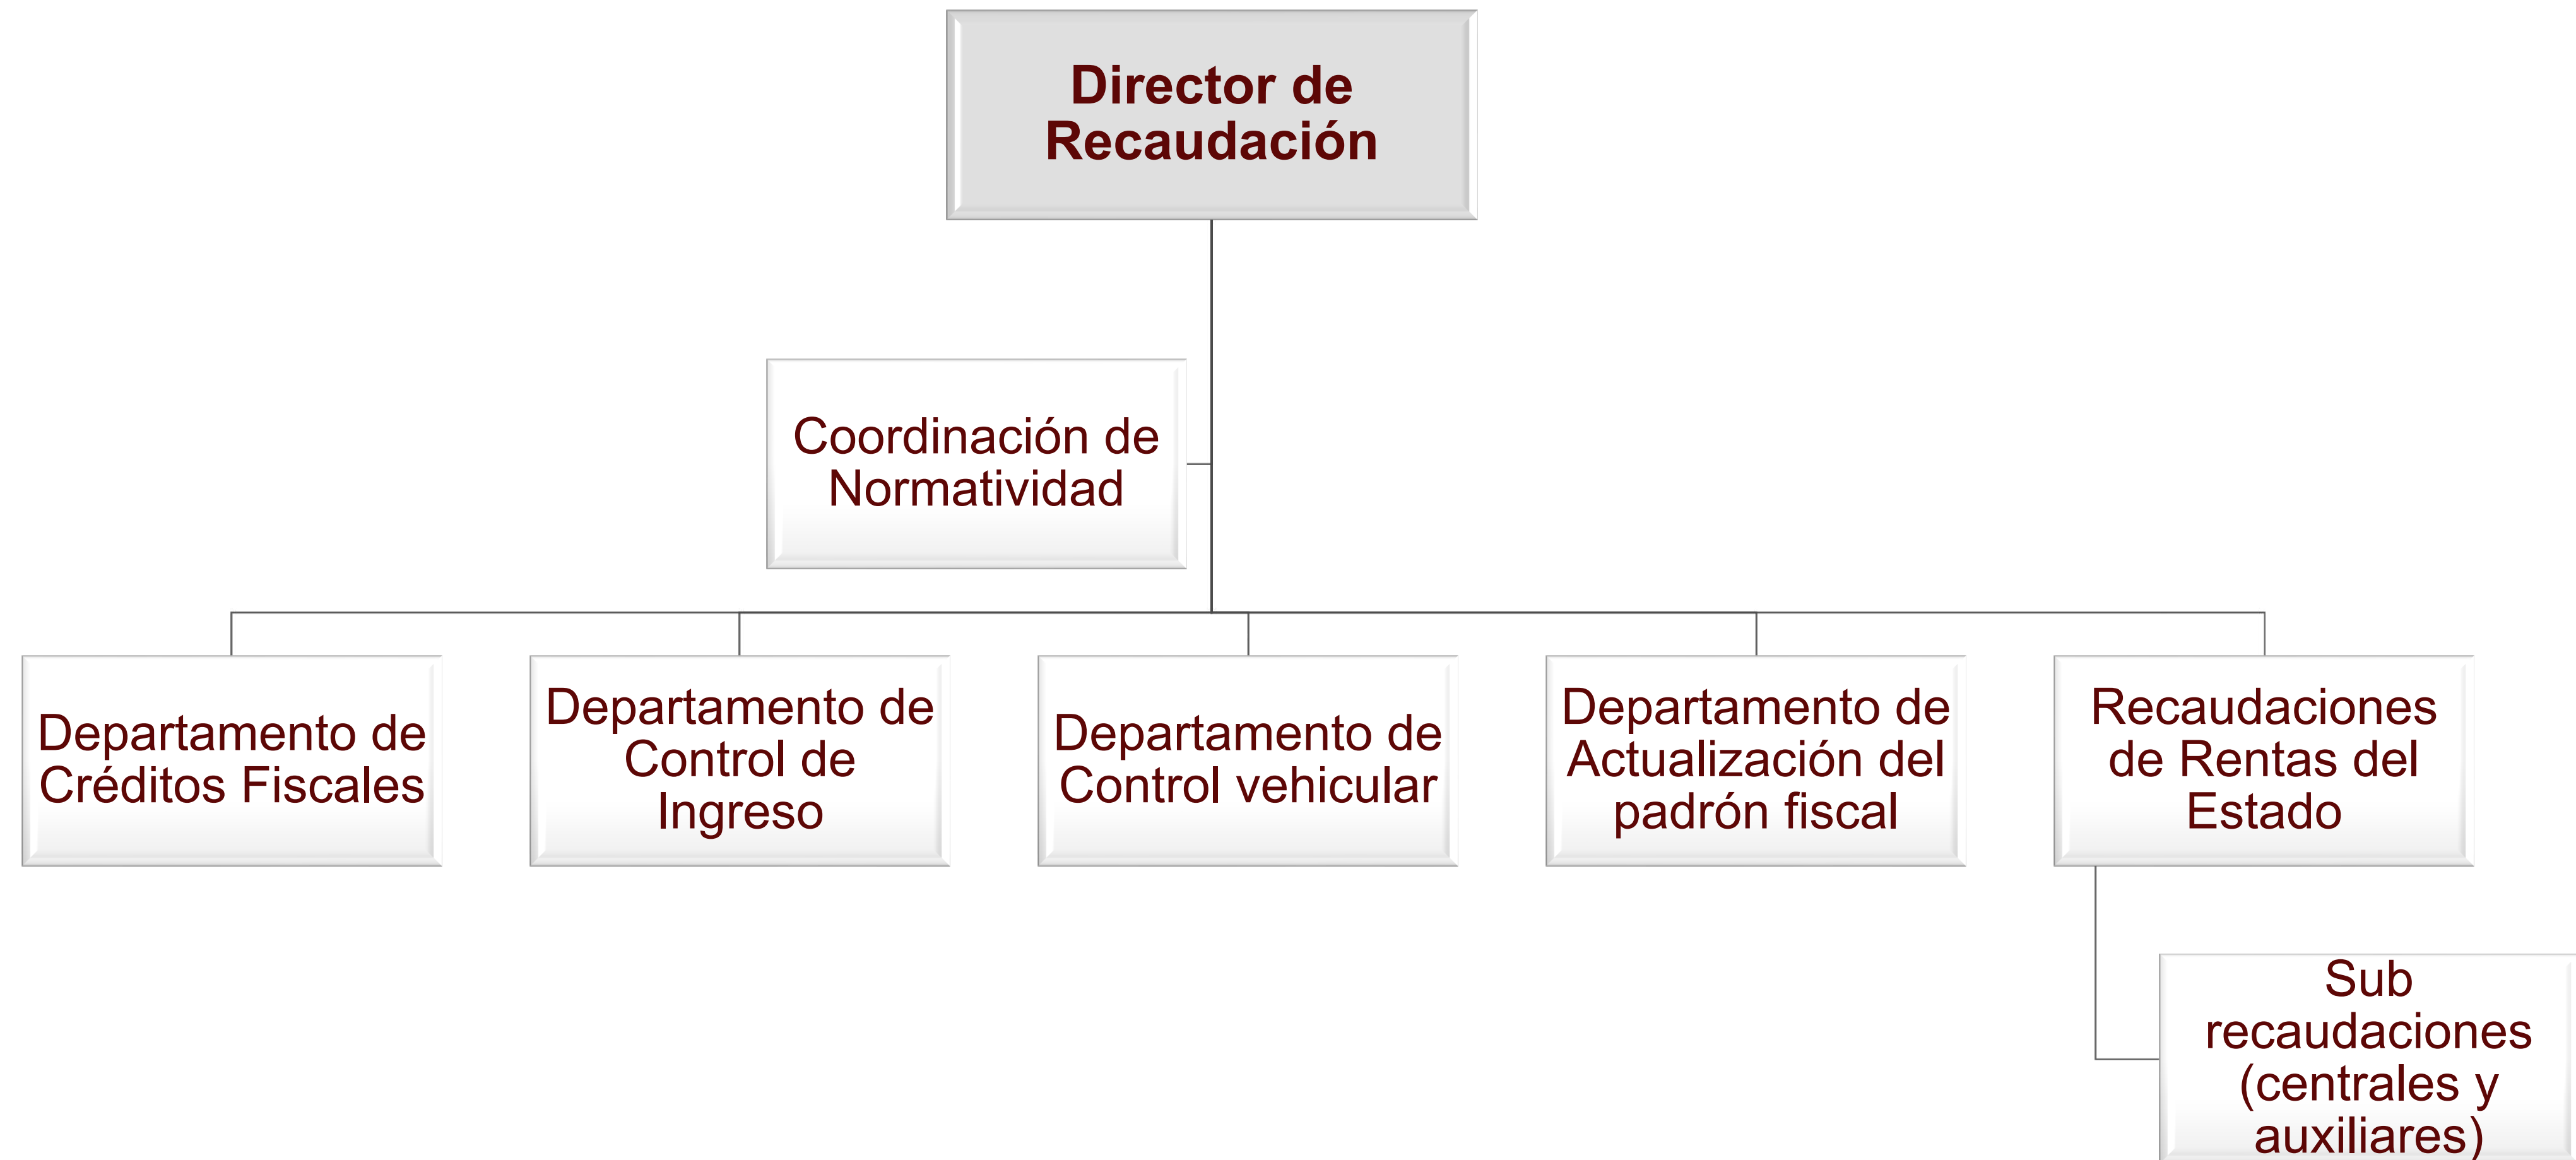 Director de
Recaudación
Coordinación de
Normatividad
Departamento de
Créditos Fiscales
Departamento de
Control de
Ingreso
Departamento de
Control vehicular
Departamento de
Actualización del
padrón fiscal
Recaudaciones
de Rentas del
Estado
Sub
recaudaciones
(centrales y
auxiliares)